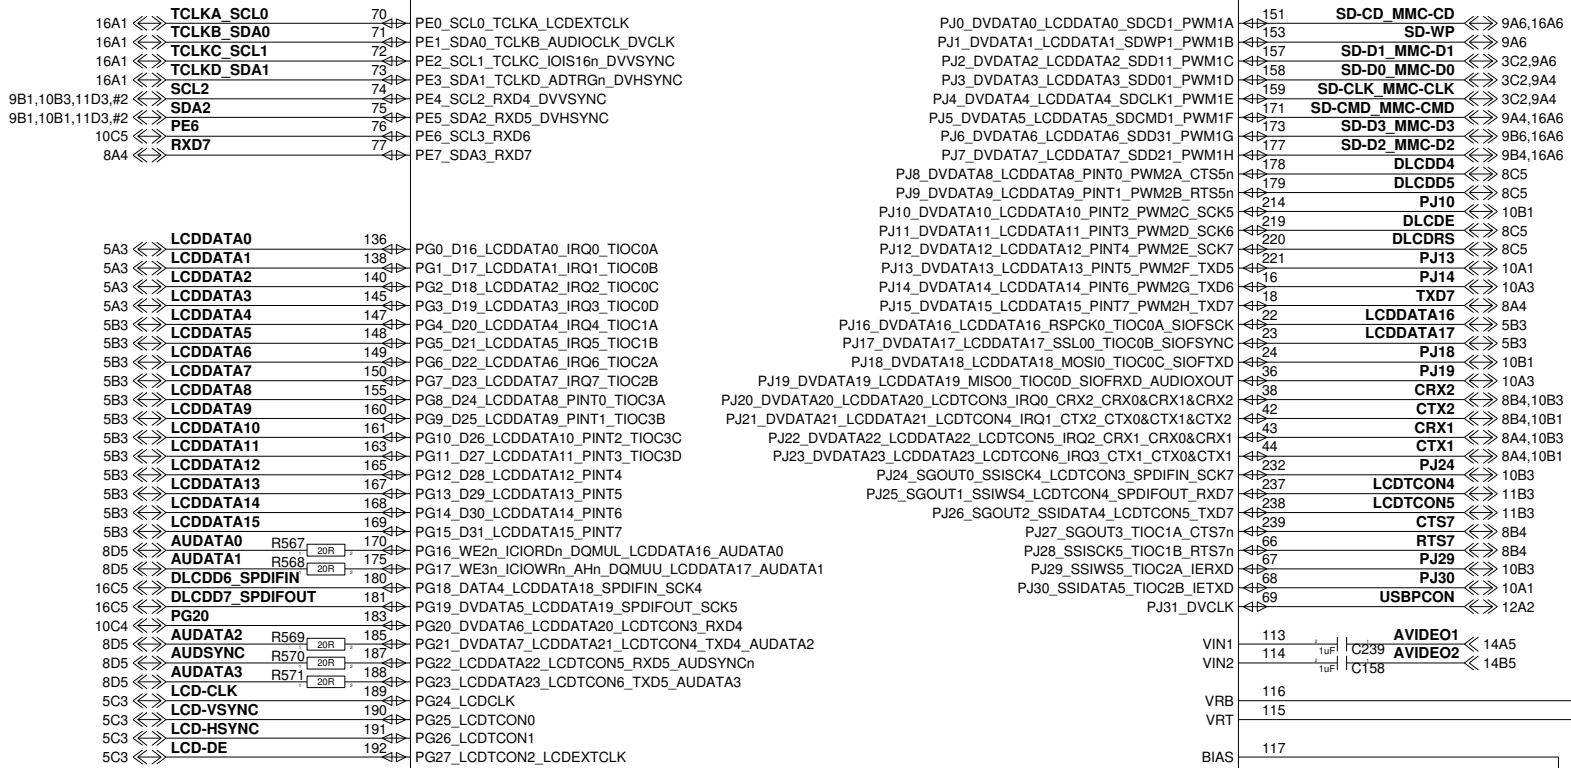 16A1 TCLKA_SCL0 70 PE0_SCL0_TCLKA_LCDEXTCLK
16A1 TCLKB_SDA0 71 PE1_SDA0_TCLKB_AUDIOCLK_DVCLK
16A1 TCLKC_SCL1 72 PE2_SCL1_TCLKC_IOIS16n_DVVSYNC
16A1 TCLKD_SDA1 73 PE3_SDA1_TCLKD_ADTRGn_DVHSYNC
9B1,10B3,11D3,#2 SCL2 74 PE4_SCL2_RXD4_DVVSYNC
9B1,10B1,11D3,#2 SDA2 75 PE5_SDA2_RXD5_DVHSYNC
10C5 PE6 76 PE6_SCL3_RXD6
8A4 RXD7 77 PE7_SDA3_RXD7
5A3 LCDDATA0 136 PG0_D16_LCDDATA0_IRQ0_TIOC0A
5A3 LCDDATA1 138 PG1_D17_LCDDATA1_IRQ1_TIOC0B
5A3 LCDDATA2 140 PG2_D18_LCDDATA2_IRQ2_TIOC0C
5A3 LCDDATA3 145 PG3_D19_LCDDATA3_IRQ3_TIOC0D
5B3 LCDDATA4 147 PG4_D20_LCDDATA4_IRQ4_TIOC1A
5B3 LCDDATA5 148 PG5_D21_LCDDATA5_IRQ5_TIOC1B
5B3 LCDDATA6 149 PG6_D22_LCDDATA6_IRQ6_TIOC2A
5B3 LCDDATA7 150 PG7_D23_LCDDATA7_IRQ7_TIOC2B
5B3 LCDDATA8 155 PG8_D24_LCDDATA8_PINT0_TIOC3A
5B3 LCDDATA9 160 PG9_D25_LCDDATA9_PINT1_TIOC3B
5B3 LCDDATA10 161 PG10_D26_LCDDATA10_PINT2_TIOC3C
5B3 LCDDATA11 163 PG11_D27_LCDDATA11_PINT3_TIOC3D
5B3 LCDDATA12 165 PG12_D28_LCDDATA12_PINT4
5B3 LCDDATA13 167 PG13_D29_LCDDATA13_PINT5
5B3 LCDDATA14 168 PG14_D30_LCDDATA14_PINT6
5B3 LCDDATA15 169 PG15_D31_LCDDATA15_PINT7
8D5 AUDATA0 R567 20R 170 PG16_WE2n_ICIORDn_DQMUL_LCDDATA16_AUDATA0
8D5 AUDATA1 R568 20R 175 PG17_WE3n_ICIOWRn_AHn_DQMUU_LCDDATA17_AUDATA1
16C5 DLCDD6_SPDIFIN 180 PG18_DATA4_LCDDATA18_SPDIFIN_SCK4
16C5 DLCDD7_SPDIFOUT 181 PG19_DVDATA5_LCDDATA19_SPDIFOUT_SCK5
10C4 PG20 183 PG20_DVDATA6_LCDDATA20_LCDTCON3_RXD4
8D5 AUDATA2 R569 20R 185 PG21_DVDATA7_LCDDATA21_LCDTCON4_TXD4_AUDATA2
8D5 AUDSYNC R570 20R 187 PG22_LCDDATA22_LCDTCON5_RXD5_AUDSYNCn
8D5 AUDATA3 R571 20R 188 PG23_LCDDATA23_LCDTCON6_TXD5_AUDATA3
5C3 LCD-CLK 189 PG24_LCDCLK
5C3 LCD-VSYNC 190 PG25_LCDTCON0
5C3 LCD-HSYNC 191 PG26_LCDTCON1
5C3 LCD-DE 192 PG27_LCDTCON2_LCDEXTCLK
PJ0_DVDATA0_LCDDATA0_SDCD1_PWM1A 151 SD-CD_MMC-CD 9A6,16A6
PJ1_DVDATA1_LCDDATA1_SDWP1_PWM1B 153 SD-WP 9A6
PJ2_DVDATA2_LCDDATA2_SDD11_PWM1C 157 SD-D1_MMC-D1 3C2,9A6
PJ3_DVDATA3_LCDDATA3_SDD01_PWM1D 158 SD-D0_MMC-D0 3C2,9A4
PJ4_DVDATA4_LCDDATA4_SDCLK1_PWM1E 159 SD-CLK_MMC-CLK 3C2,9A4
PJ5_DVDATA5_LCDDATA5_SDCMD1_PWM1F 171 SD-CMD_MMC-CMD 9A4,16A6
PJ6_DVDATA6_LCDDATA6_SDD31_PWM1G 173 SD-D3_MMC-D3 9B6,16A6
PJ7_DVDATA7_LCDDATA7_SDD21_PWM1H 177 SD-D2_MMC-D2 9B4,16A6
PJ8_DVDATA8_LCDDATA8_PINT0_PWM2A_CTS5n 178 DLCDD4 8C5
PJ9_DVDATA9_LCDDATA9_PINT1_PWM2B_RTS5n 179 DLCDD5 8C5
PJ10_DVDATA10_LCDDATA10_PINT2_PWM2C_SCK5 214 PJ10 10B1
PJ11_DVDATA11_LCDDATA11_PINT3_PWM2D_SCK6 219 DLCDE 8C5
PJ12_DVDATA12_LCDDATA12_PINT4_PWM2E_SCK7 220 DLCDRS 8C5
PJ13_DVDATA13_LCDDATA13_PINT5_PWM2F_TXD5 221 PJ13 10A1
PJ14_DVDATA14_LCDDATA14_PINT6_PWM2G_TXD6 16 PJ14 10A3
PJ15_DVDATA15_LCDDATA15_PINT7_PWM2H_TXD7 18 TXD7 8A4
PJ16_DVDATA16_LCDDATA16_RSPCK0_TIOC0A_SIOFSCK 22 LCDDATA16 5B3
PJ17_DVDATA17_LCDDATA17_SSL00_TIOC0B_SIOFSYNC 23 LCDDATA17 5B3
PJ18_DVDATA18_LCDDATA18_MOSI0_TIOC0C_SIOFTXD 24 PJ18 10B1
PJ19_DVDATA19_LCDDATA19_MISO0_TIOC0D_SIOFRXD_AUDIOXOUT 36 PJ19 10A3
PJ20_DVDATA20_LCDDATA20_LCDTCON3_IRQ0_CRX2_CRX0&CRX1&CRX2 38 CRX2 8B4,10B3
PJ21_DVDATA21_LCDDATA21_LCDTCON4_IRQ1_CTX2_CTX0&CTX1&CTX2 42 CTX2 8B4,10B1
PJ22_DVDATA22_LCDDATA22_LCDTCON5_IRQ2_CRX1_CRX0&CRX1 43 CRX1 8A4,10B3
PJ23_DVDATA23_LCDDATA23_LCDTCON6_IRQ3_CTX1_CTX0&CTX1 44 CTX1 8A4,10B1
PJ24_SGOUT0_SSISCK4_LCDTCON3_SPDIFIN_SCK7 232 PJ24 10B3
PJ25_SGOUT1_SSIWS4_LCDTCON4_SPDIFOUT_RXD7 237 LCDTCON4 11B3
PJ26_SGOUT2_SSIDATA4_LCDTCON5_TXD7 238 LCDTCON5 11B3
PJ27_SGOUT3_TIOC1A_CTS7n 239 CTS7 8B4
PJ28_SSISCK5_TIOC1B_RTS7n 66 RTS7 8B4
PJ29_SSIWS5_TIOC2A_IERXD 67 PJ29 10B3
PJ30_SSIDATA5_TIOC2B_IETXD 68 PJ30 10A1
PJ31_DVCLK 69 USBPCON 12A2
VIN1 113 1uF C239 AVIDEO1 14A5
VIN2 114 1uF C158 AVIDEO2 14B5
VRB 116
VRT 115
BIAS 117